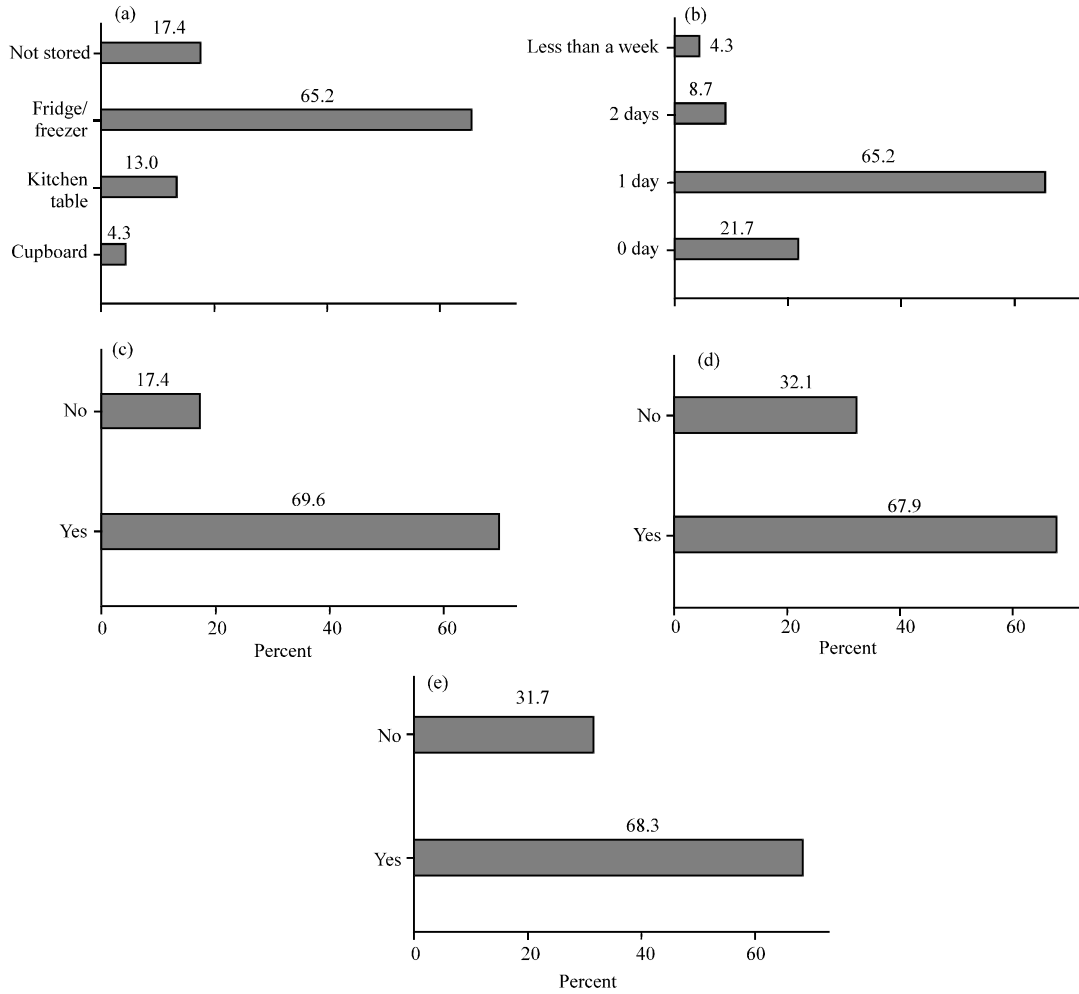 (a)
17.4
Not stored
65.2
Fridge/
freezer
13.0
Kitchen
table
4.3
Cupboard
(b)
Less than a week
4.3
8.7
2 days
65.2
1 day
21.7
0 day
(c)
17.4
No
69.6
Yes
0 20 40 60
Percent
(d)
32.1
No
67.9
Yes
0 20 40 60
Percent
(e)
31.7
No
68.3
Yes
0 20 40 60
Percent